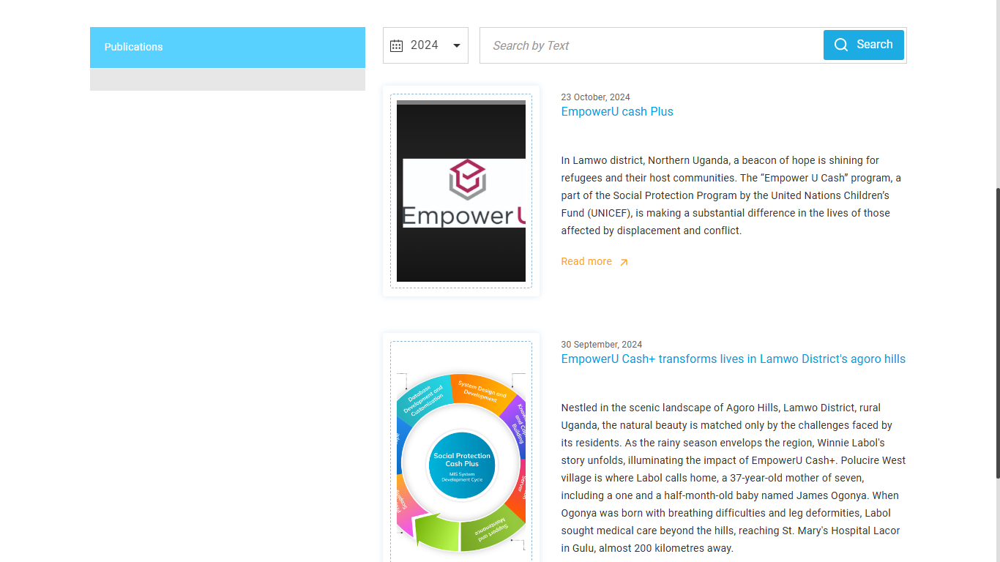 Publications
2024
Search by Text
Search
23 October, 2024
EmpowerU cash Plus
Empower U
In Lamwo district, Northern Uganda, a beacon of hope is shining for
refugees and their host communities. The “Empower U Cash” program, a
part of the Social Protection Program by the United Nations Children’s
Fund (UNICEF), is making a substantial difference in the lives of those
affected by displacement and conflict.
Read more
30 September, 2024
EmpowerU Cash+ transforms lives in Lamwo District's agoro hills
Database
Development and
Customization
System Design and
Development
Building
Server
Support and
Maintenance
Social Protection
Cash Plus
MIS System
Development Cycle
Nestled in the scenic landscape of Agoro Hills, Lamwo District, rural
Uganda, the natural beauty is matched only by the challenges faced by
its residents. As the rainy season envelops the region, Winnie Labol's
story unfolds, illuminating the impact of EmpowerU Cash+. Polucire West
village is where Labol calls home, a 37-year-old mother of seven,
including a one and a half-month-old baby named James Ogonya. When
Ogonya was born with breathing difficulties and leg deformities, Labol
sought medical care beyond the hills, reaching St. Mary's Hospital Lacor
in Gulu, almost 200 kilometres away.